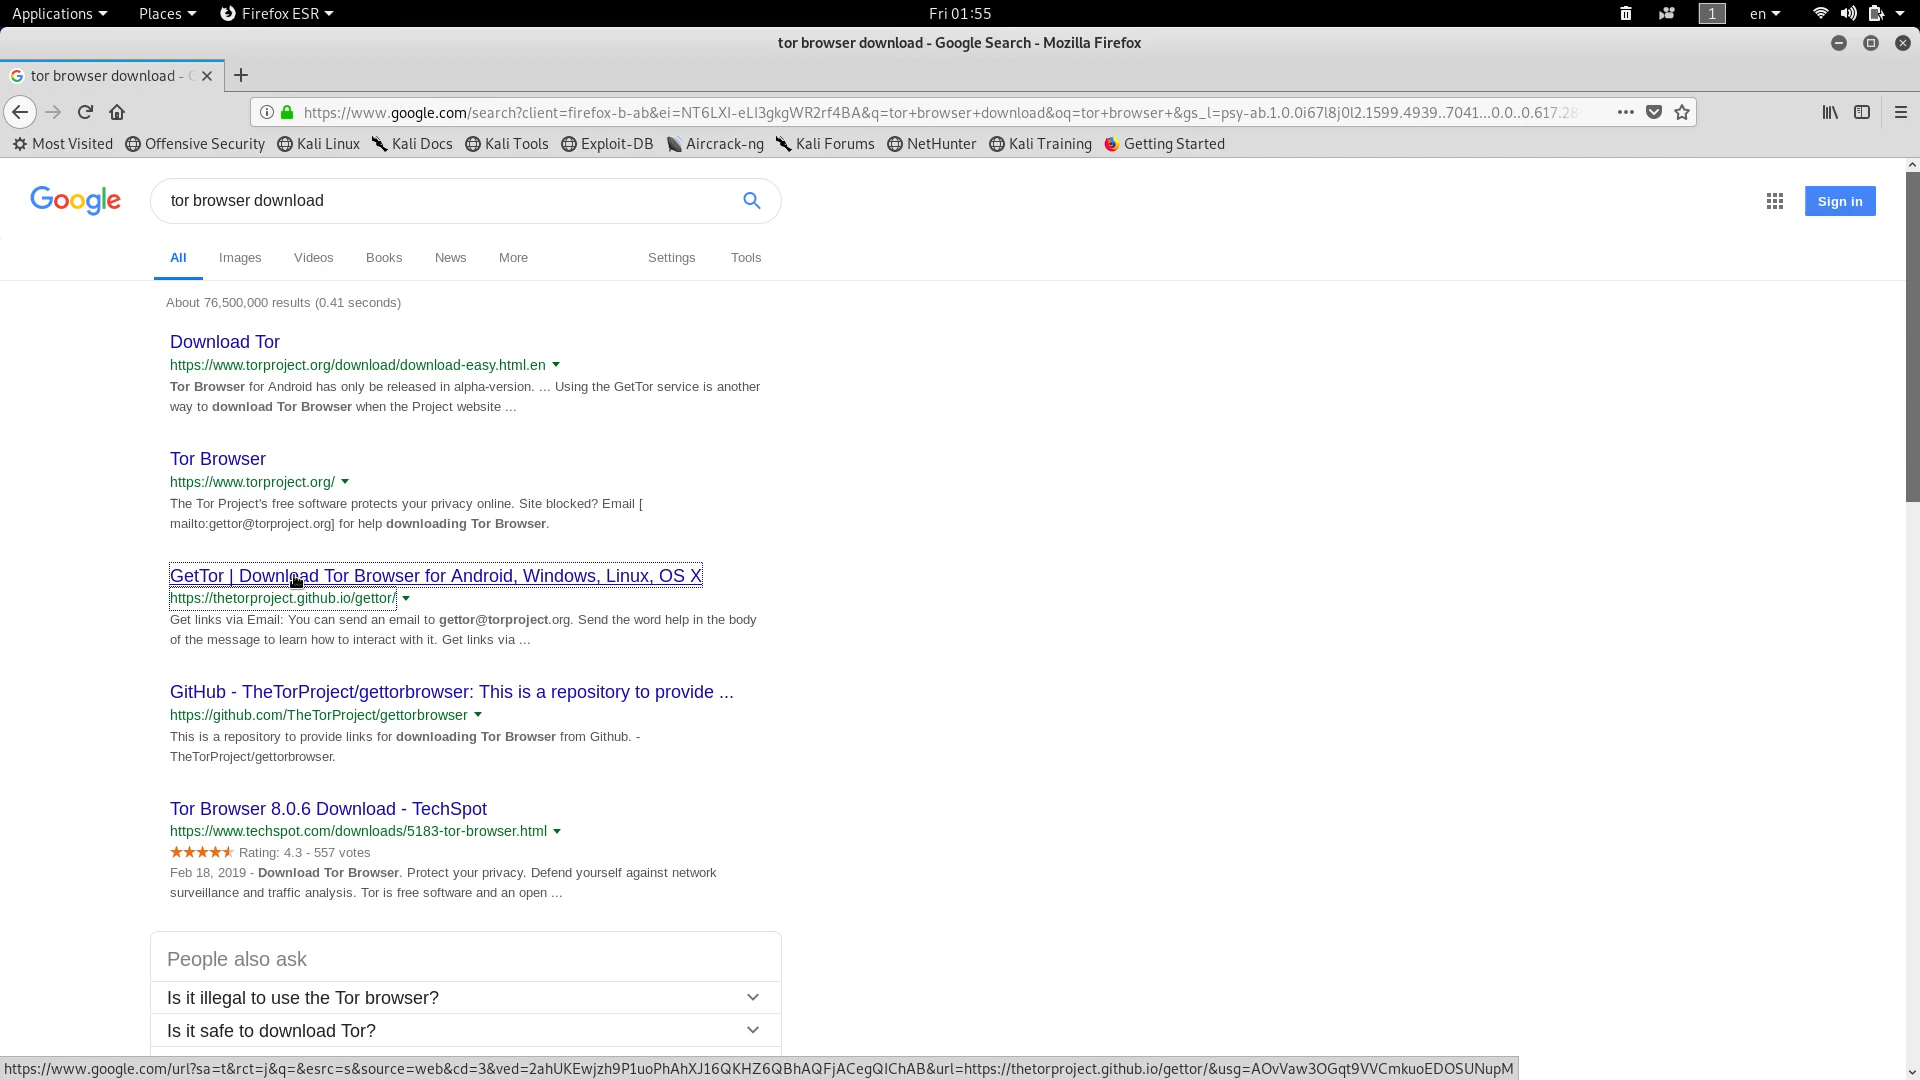 Applications Places Firefox ESR Fri 01:55 1 en
tor browser download - Google Search - Mozilla Firefox
tor browser download - 
https://www.google.com/search?client=firefox-b-ab&ei=NT6LXI-eLI3gkgWR2rf4BA&q=tor+browser+download&oq=tor+browser+&gs_l=psy-ab.1.0.0i67l8j0l2.1599.4939..7041...0.0..0.617.28
Most Visited Offensive Security Kali Linux Kali Docs Kali Tools Exploit-DB Aircrack-ng Kali Forums NetHunter Kali Training Getting Started
Google tor browser download Sign in
All Images Videos Books News More Settings Tools
About 76,500,000 results (0.41 seconds)
Download Tor
https://www.torproject.org/download/download-easy.html.en
Tor Browser for Android has only be released in alpha-version. ... Using the GetTor service is another
way to download Tor Browser when the Project website ...
Tor Browser
https://www.torproject.org/
The Tor Project's free software protects your privacy online. Site blocked? Email [
mailto:gettor@torproject.org] for help downloading Tor Browser.
GetTor | Download Tor Browser for Android, Windows, Linux, OS X
https://thetorproject.github.io/gettor/
Get links via Email: You can send an email to gettor@torproject.org. Send the word help in the body
of the message to learn how to interact with it. Get links via ...
GitHub - TheTorProject/gettorbrowser: This is a repository to provide ...
https://github.com/TheTorProject/gettorbrowser
This is a repository to provide links for downloading Tor Browser from Github. -
TheTorProject/gettorbrowser.
Tor Browser 8.0.6 Download - TechSpot
https://www.techspot.com/downloads/5183-tor-browser.html
Rating: 4.3 - 557 votes
Feb 18, 2019 - Download Tor Browser. Protect your privacy. Defend yourself against network
surveillance and traffic analysis. Tor is free software and an open ...
People also ask
Is it illegal to use the Tor browser?
Is it safe to download Tor?
https://www.google.com/url?sa=t&rct=j&q=&esrc=s&source=web&cd=3&ved=2ahUKEwjzh9P1uoPhAhXJ16QKHZ6QBhAQFjACegQIChAB&url=https://thetorproject.github.io/gettor/&usg=AOvVaw3OGqt9VVCmkuoEDOSUNupM